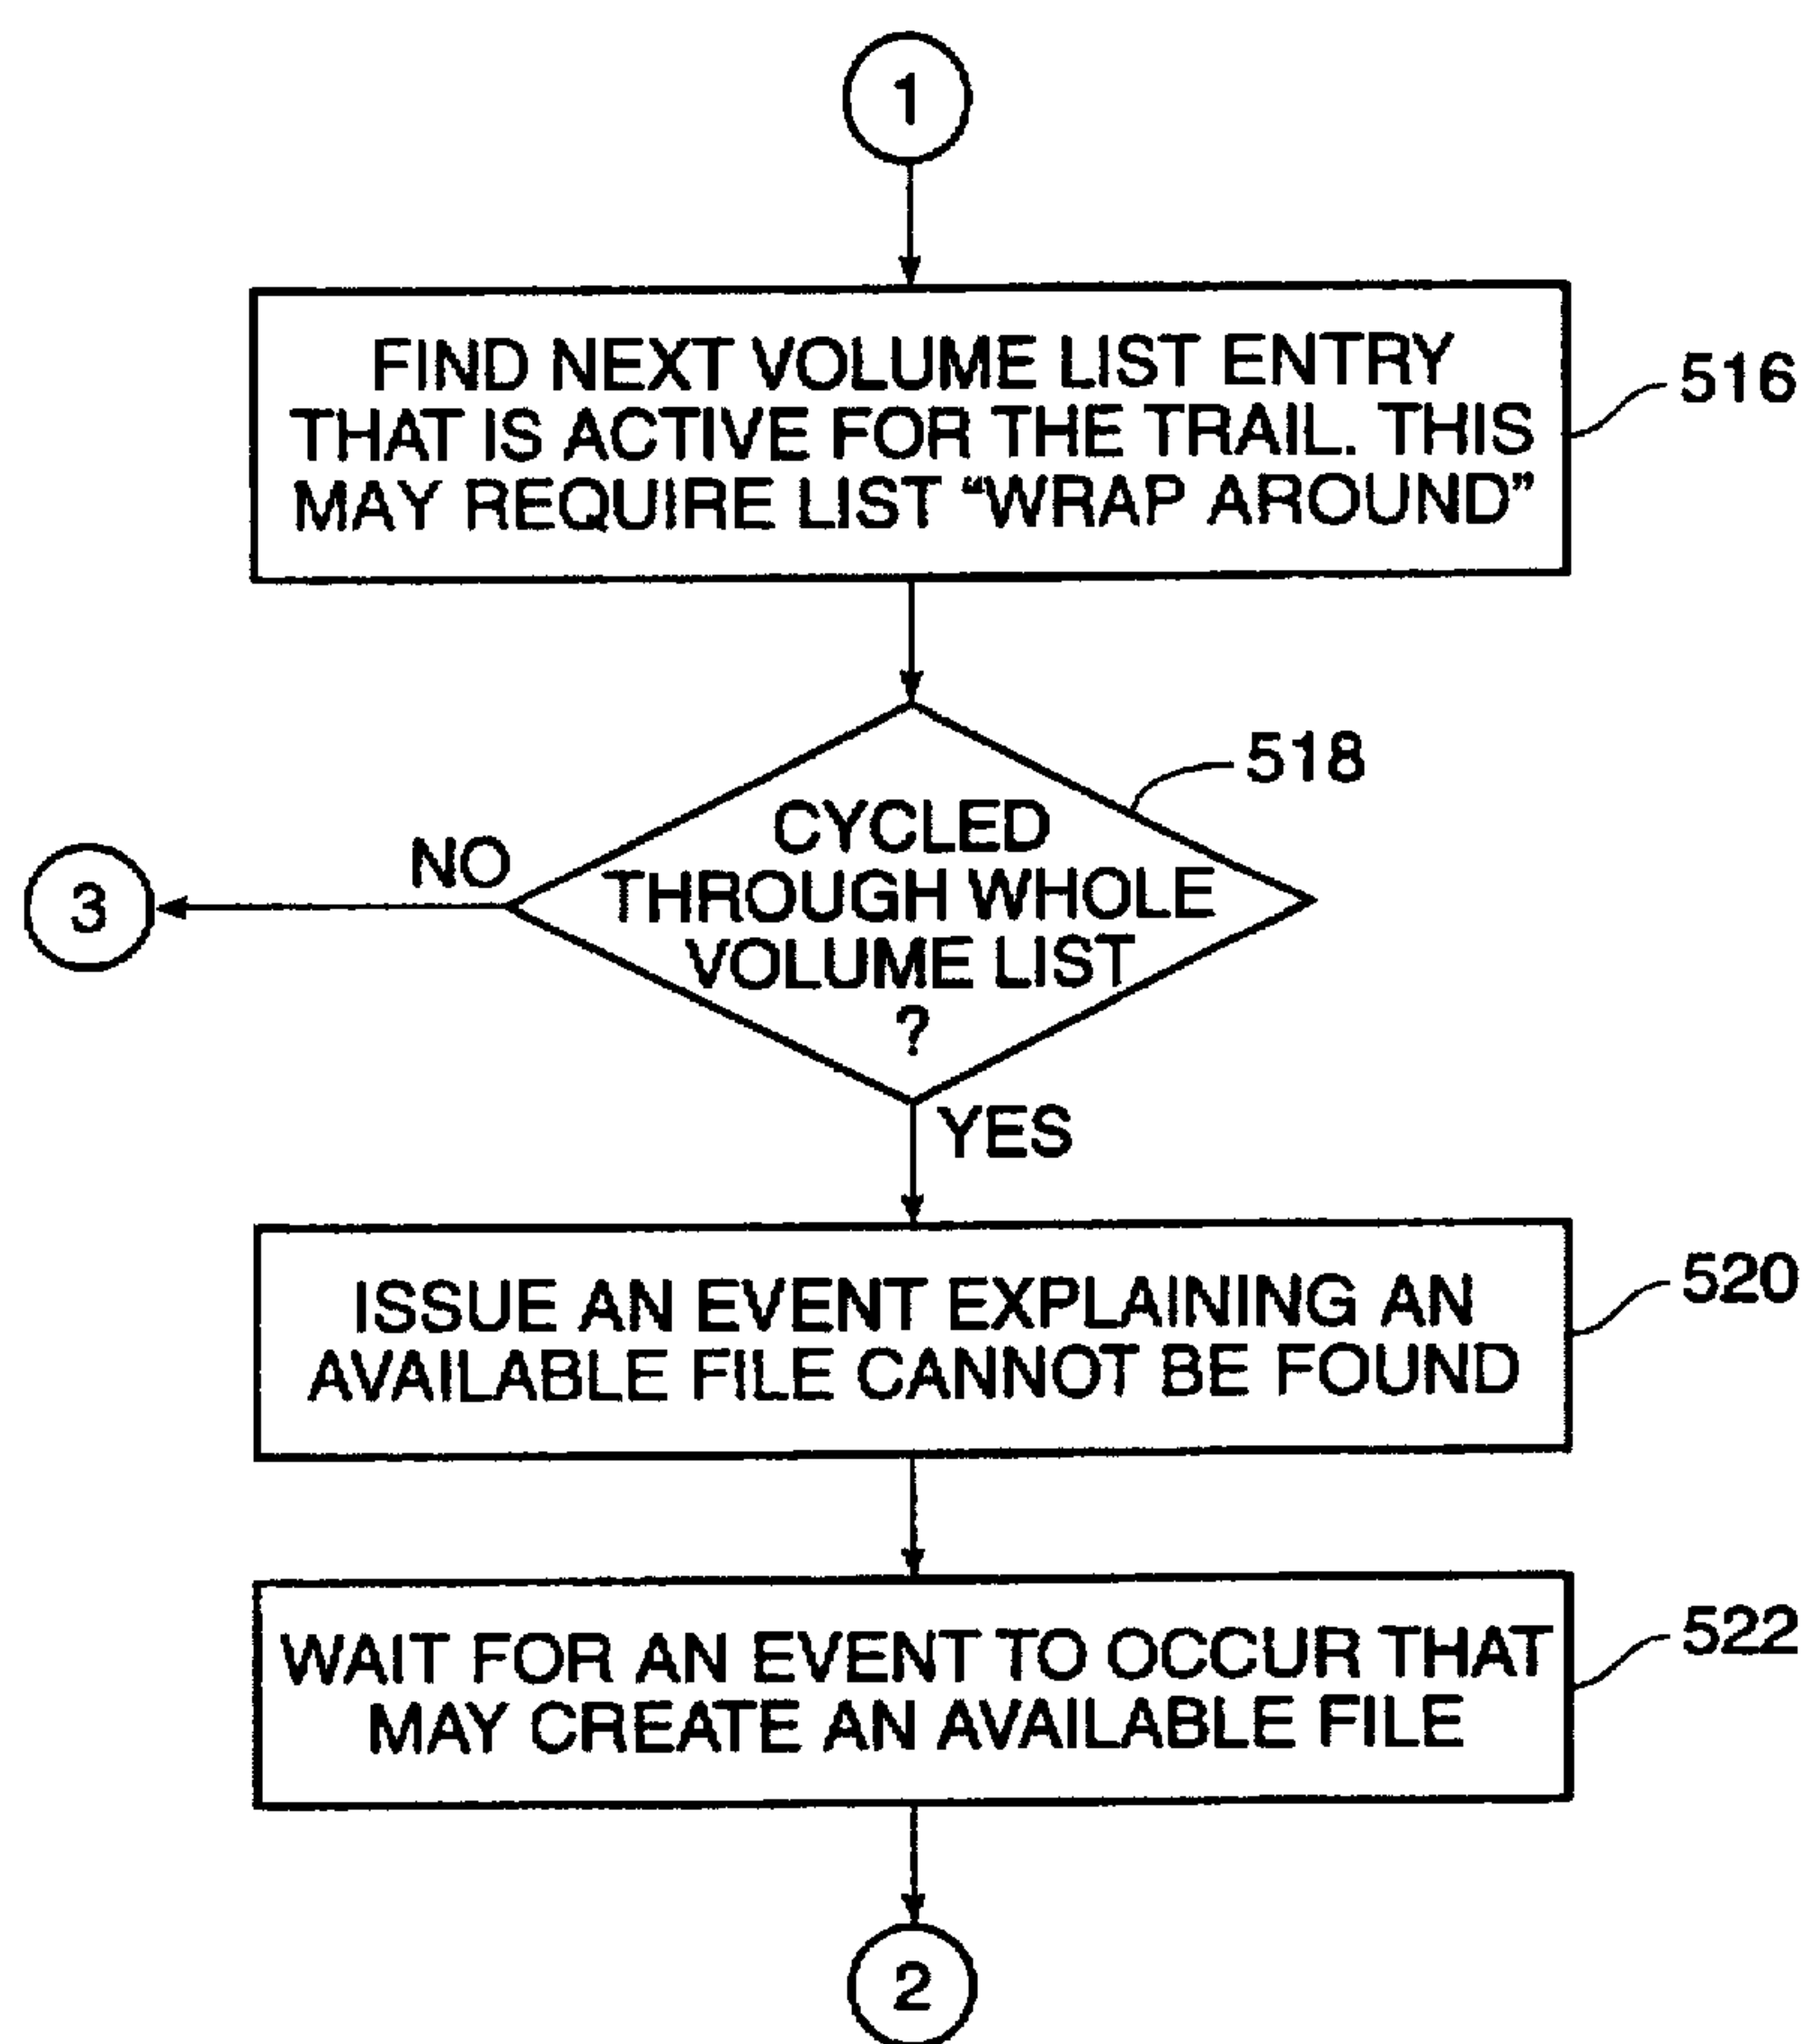 1
FIND NEXT VOLUME LIST ENTRY
THAT IS ACTIVE FOR THE TRAIL. THIS
MAY REQUIRE LIST “WRAP AROUND”
516
518
CYCLED
THROUGH WHOLE
VOLUME LIST
?
NO
3
YES
ISSUE AN EVENT EXPLAINING AN
AVAILABLE FILE CANNOT BE FOUND
520
WAIT FOR AN EVENT TO OCCUR THAT
MAY CREATE AN AVAILABLE FILE
522
2